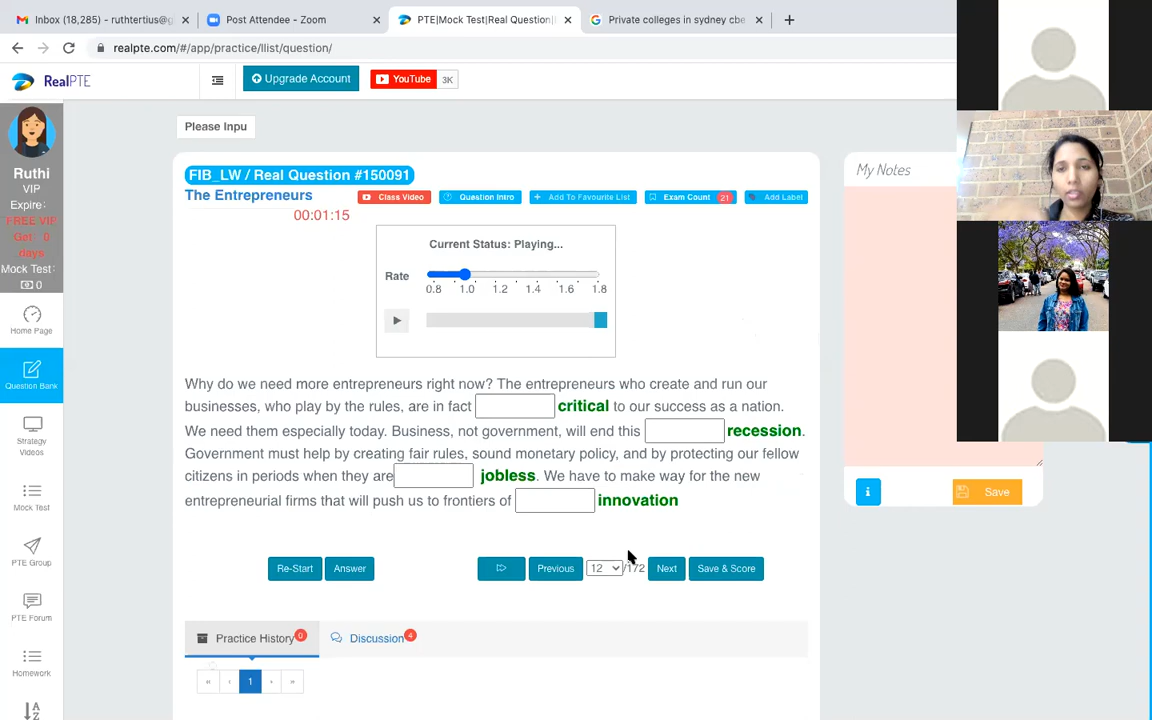 Inbox (18,285) - ruthtertius@g
Post Attendee - Zoom
PTE|Mock Test|Real Question|
Private colleges in sydney cbe
realpte.com/#/app/practice/llist/question/
RealPTE
Upgrade Account
YouTube 3K
Please Inpu
Ruthi
VIP
Expire:
FREE VIP
Get: 0
days
Mock Test:
0
Home Page
Question Bank
Strategy
Videos
Mock Test
PTE Group
PTE Forum
Homework
FIB_LW / Real Question #150091
The Entrepreneurs
Class Video
Question Intro
Add To Favourite List
Exam Count 21
Add Label
00:01:15
Current Status: Playing...
Rate
0.8 1.0 1.2 1.4 1.6 1.8
Why do we need more entrepreneurs right now? The entrepreneurs who create and run our
businesses, who play by the rules, are in fact critical to our success as a nation.
We need them especially today. Business, not government, will end this recession.
Government must help by creating fair rules, sound monetary policy, and by protecting our fellow
citizens in periods when they are jobless. We have to make way for the new
entrepreneurial firms that will push us to frontiers of innovation
Re-Start
Answer
Previous
12 /172
Next
Save & Score
Practice History 0
Discussion 4
« ‹ 1 › »
My Notes
Save